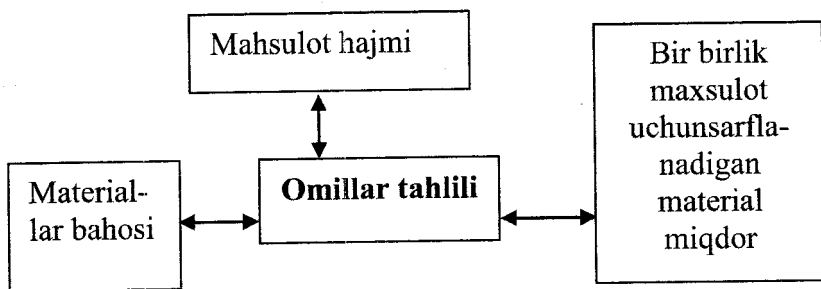 Mahsulot hajmi
Bir birlik
maxsulot
uchunsarfla-
nadigan
material
miqdor
Omillar tahlili
Material-
lar bahosi